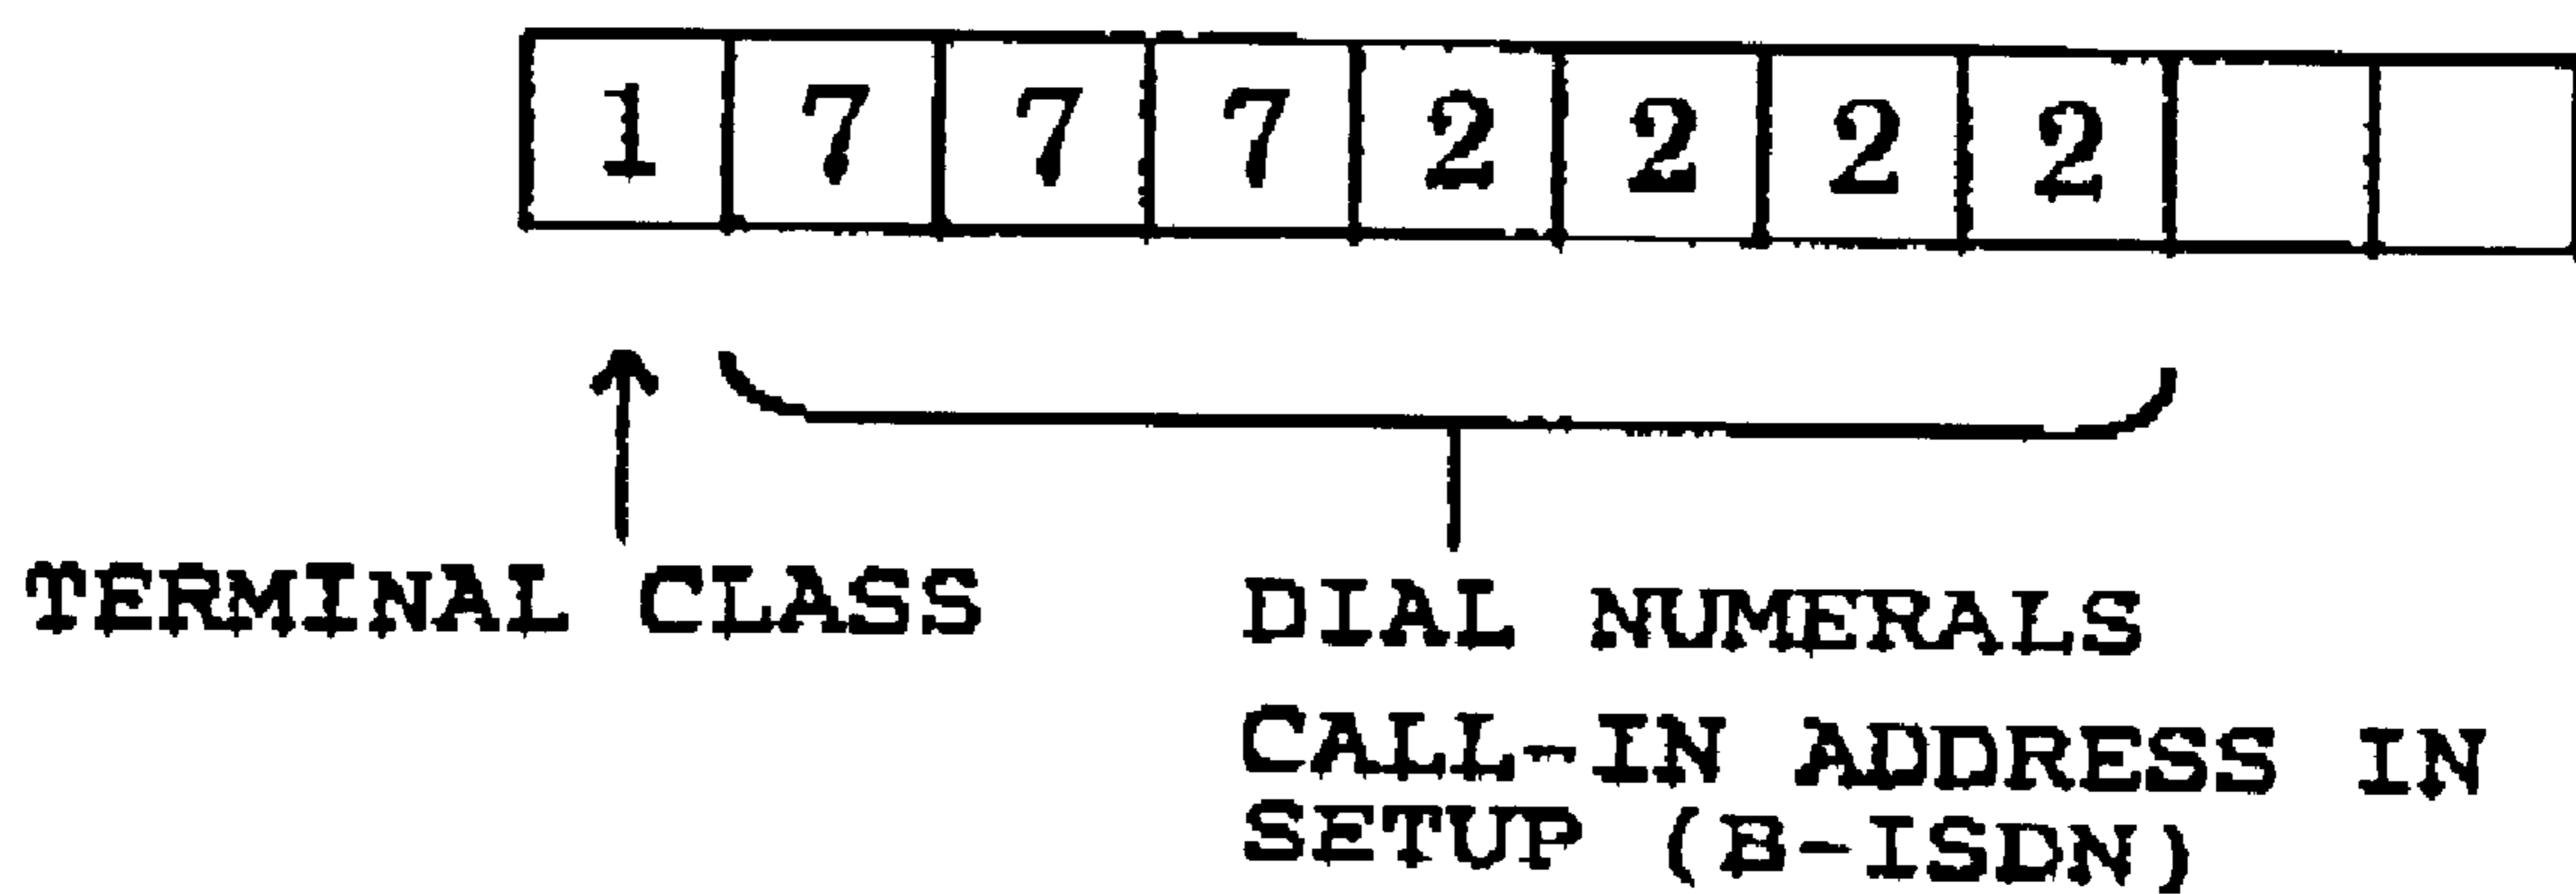 1 7 7 7 2 2 2 2
TERMINAL CLASS
DIAL NUMERALS
CALL-IN ADDRESS IN
SETUP (B-ISDN)